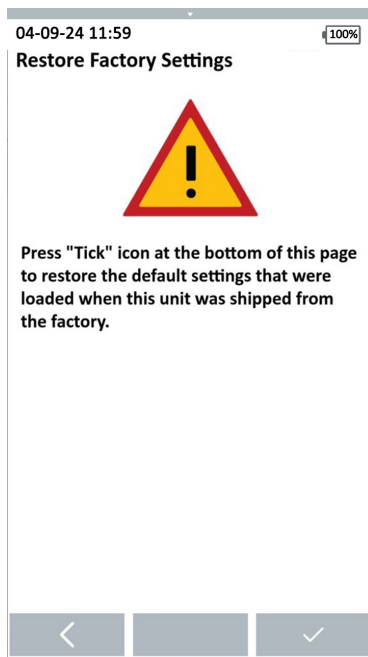 04-09-24 11:59
100%
Restore Factory Settings
Press "Tick" icon at the bottom of this page
to restore the default settings that were
loaded when this unit was shipped from
the factory.